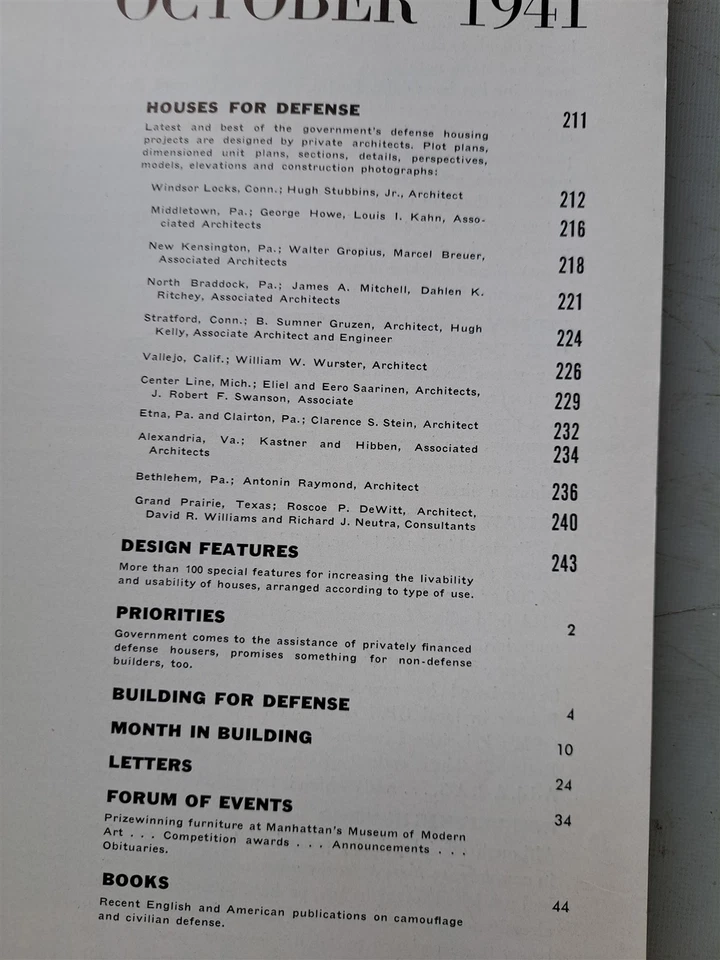 OCTOBER 1941
HOUSES FOR DEFENSE 211
Latest and best of the government's defense housing
projects are designed by private architects. Plot plans,
dimensioned unit plans, sections, details, perspectives,
models, elevations and construction photographs:
Windsor Locks, Conn.; Hugh Stubbins, Jr., Architect 212
Middletown, Pa.; George Howe, Louis I. Kahn, Asso-
ciated Architects 216
New Kensington, Pa.; Walter Gropius, Marcel Breuer,
Associated Architects 218
North Braddock, Pa.; James A. Mitchell, Dahlen K.
Ritchey, Associated Architects 221
Stratford, Conn.; B. Sumner Gruzen, Architect, Hugh
Kelly, Associate Architect and Engineer 224
Vallejo, Calif.; William W. Wurster, Architect 226
Center Line, Mich.; Eliel and Eero Saarinen, Architects,
J. Robert F. Swanson, Associate 229
Etna, Pa. and Clairton, Pa.; Clarence S. Stein, Architect 232
Alexandria, Va.; Kastner and Hibben, Associated
Architects 234
Bethlehem, Pa.; Antonin Raymond, Architect 236
Grand Prairie, Texas; Roscoe P. DeWitt, Architect,
David R. Williams and Richard J. Neutra, Consultants 240
DESIGN FEATURES 243
More than 100 special features for increasing the livability
and usability of houses, arranged according to type of use.
PRIORITIES 2
Government comes to the assistance of privately financed
defense housers, promises something for non-defense
builders, too.
BUILDING FOR DEFENSE 4
MONTH IN BUILDING 10
LETTERS 24
FORUM OF EVENTS 34
Prizewinning furniture at Manhattan's Museum of Modern
Art . . . Competition awards . . . Announcements . . .
Obituaries.
BOOKS 44
Recent English and American publications on camouflage
and civilian defense.